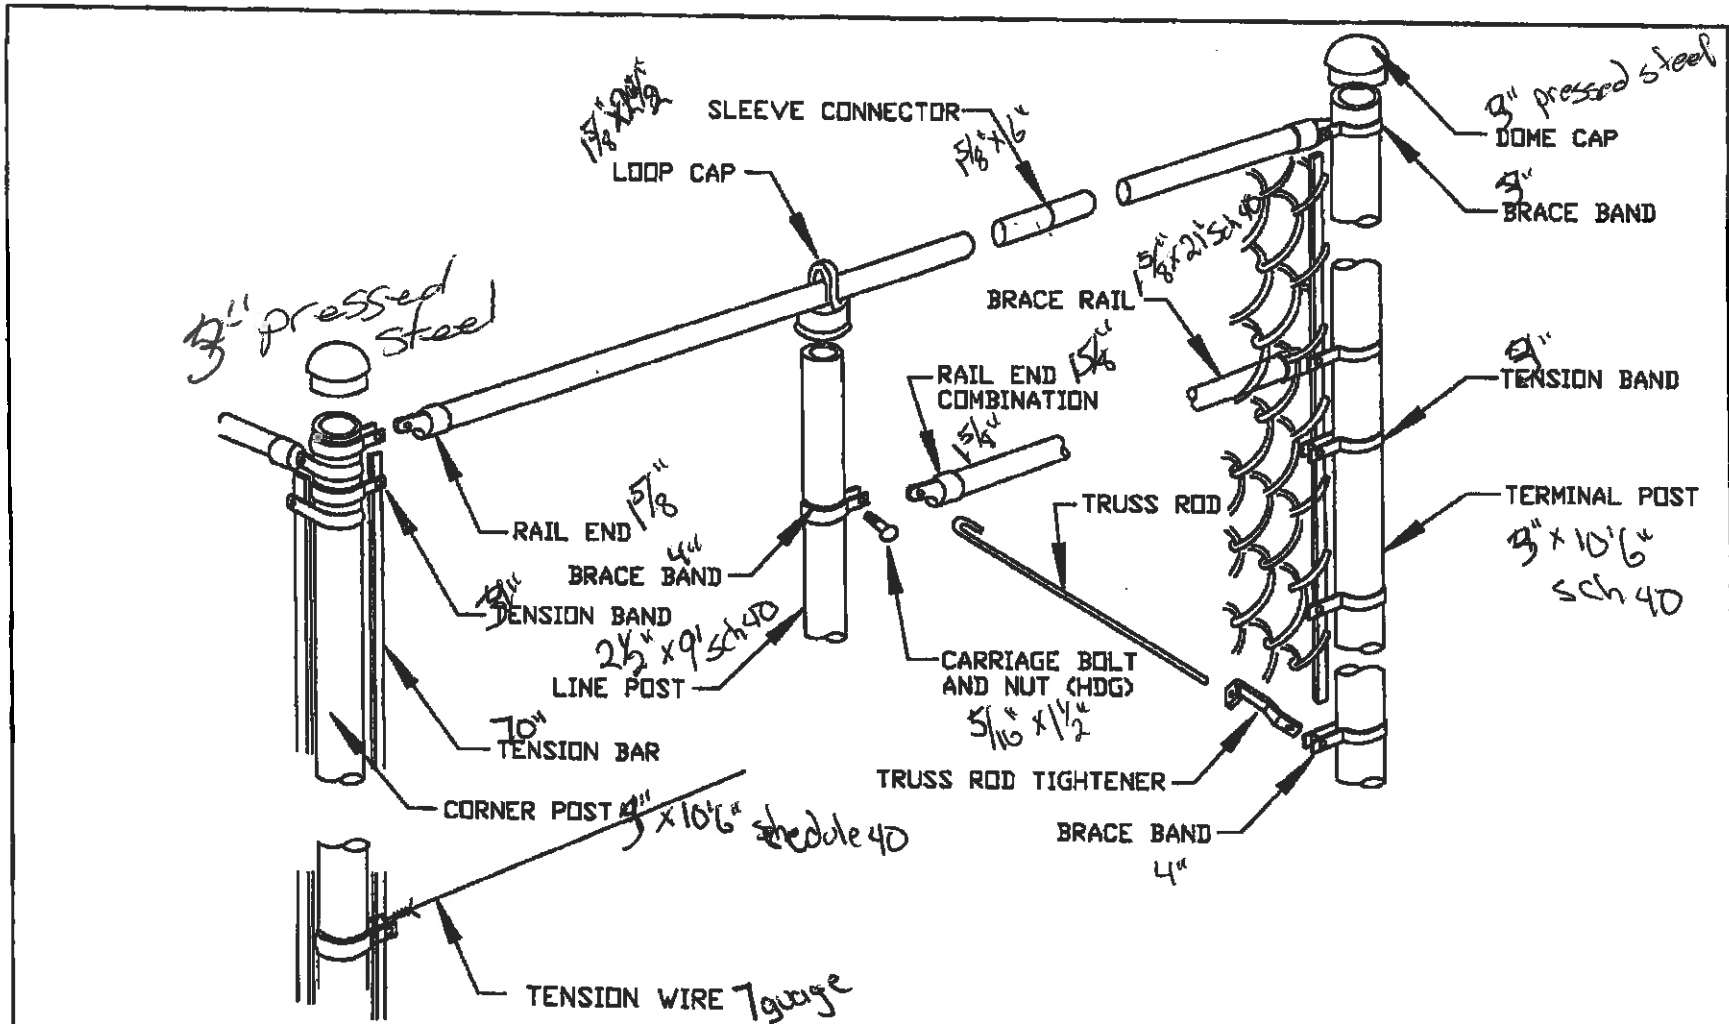 SLEEVE CONNECTOR
1 5/8" x 6"
LOOP CAP
3" pressed steel
DOME CAP
3"
BRACE BAND
1 5/8" x 21' Sch 40
BRACE RAIL
3" pressed
steel
RAIL END 1 5/8"
COMBINATION
1 5/8"
TENSION BAND
TRUSS ROD
TERMINAL POST
3" x 10'6"
sch 40
RAIL END 1 5/8"
BRACE BAND 4"
TENSION BAND
2 1/2" x 9' sch 40
LINE POST
CARRIAGE BOLT
AND NUT (HDG)
5/16" x 1 1/2"
70"
TENSION BAR
TRUSS ROD TIGHTENER
CORNER POST 3" x 10'6" schedule 40
BRACE BAND
4"
TENSION WIRE 7 guage